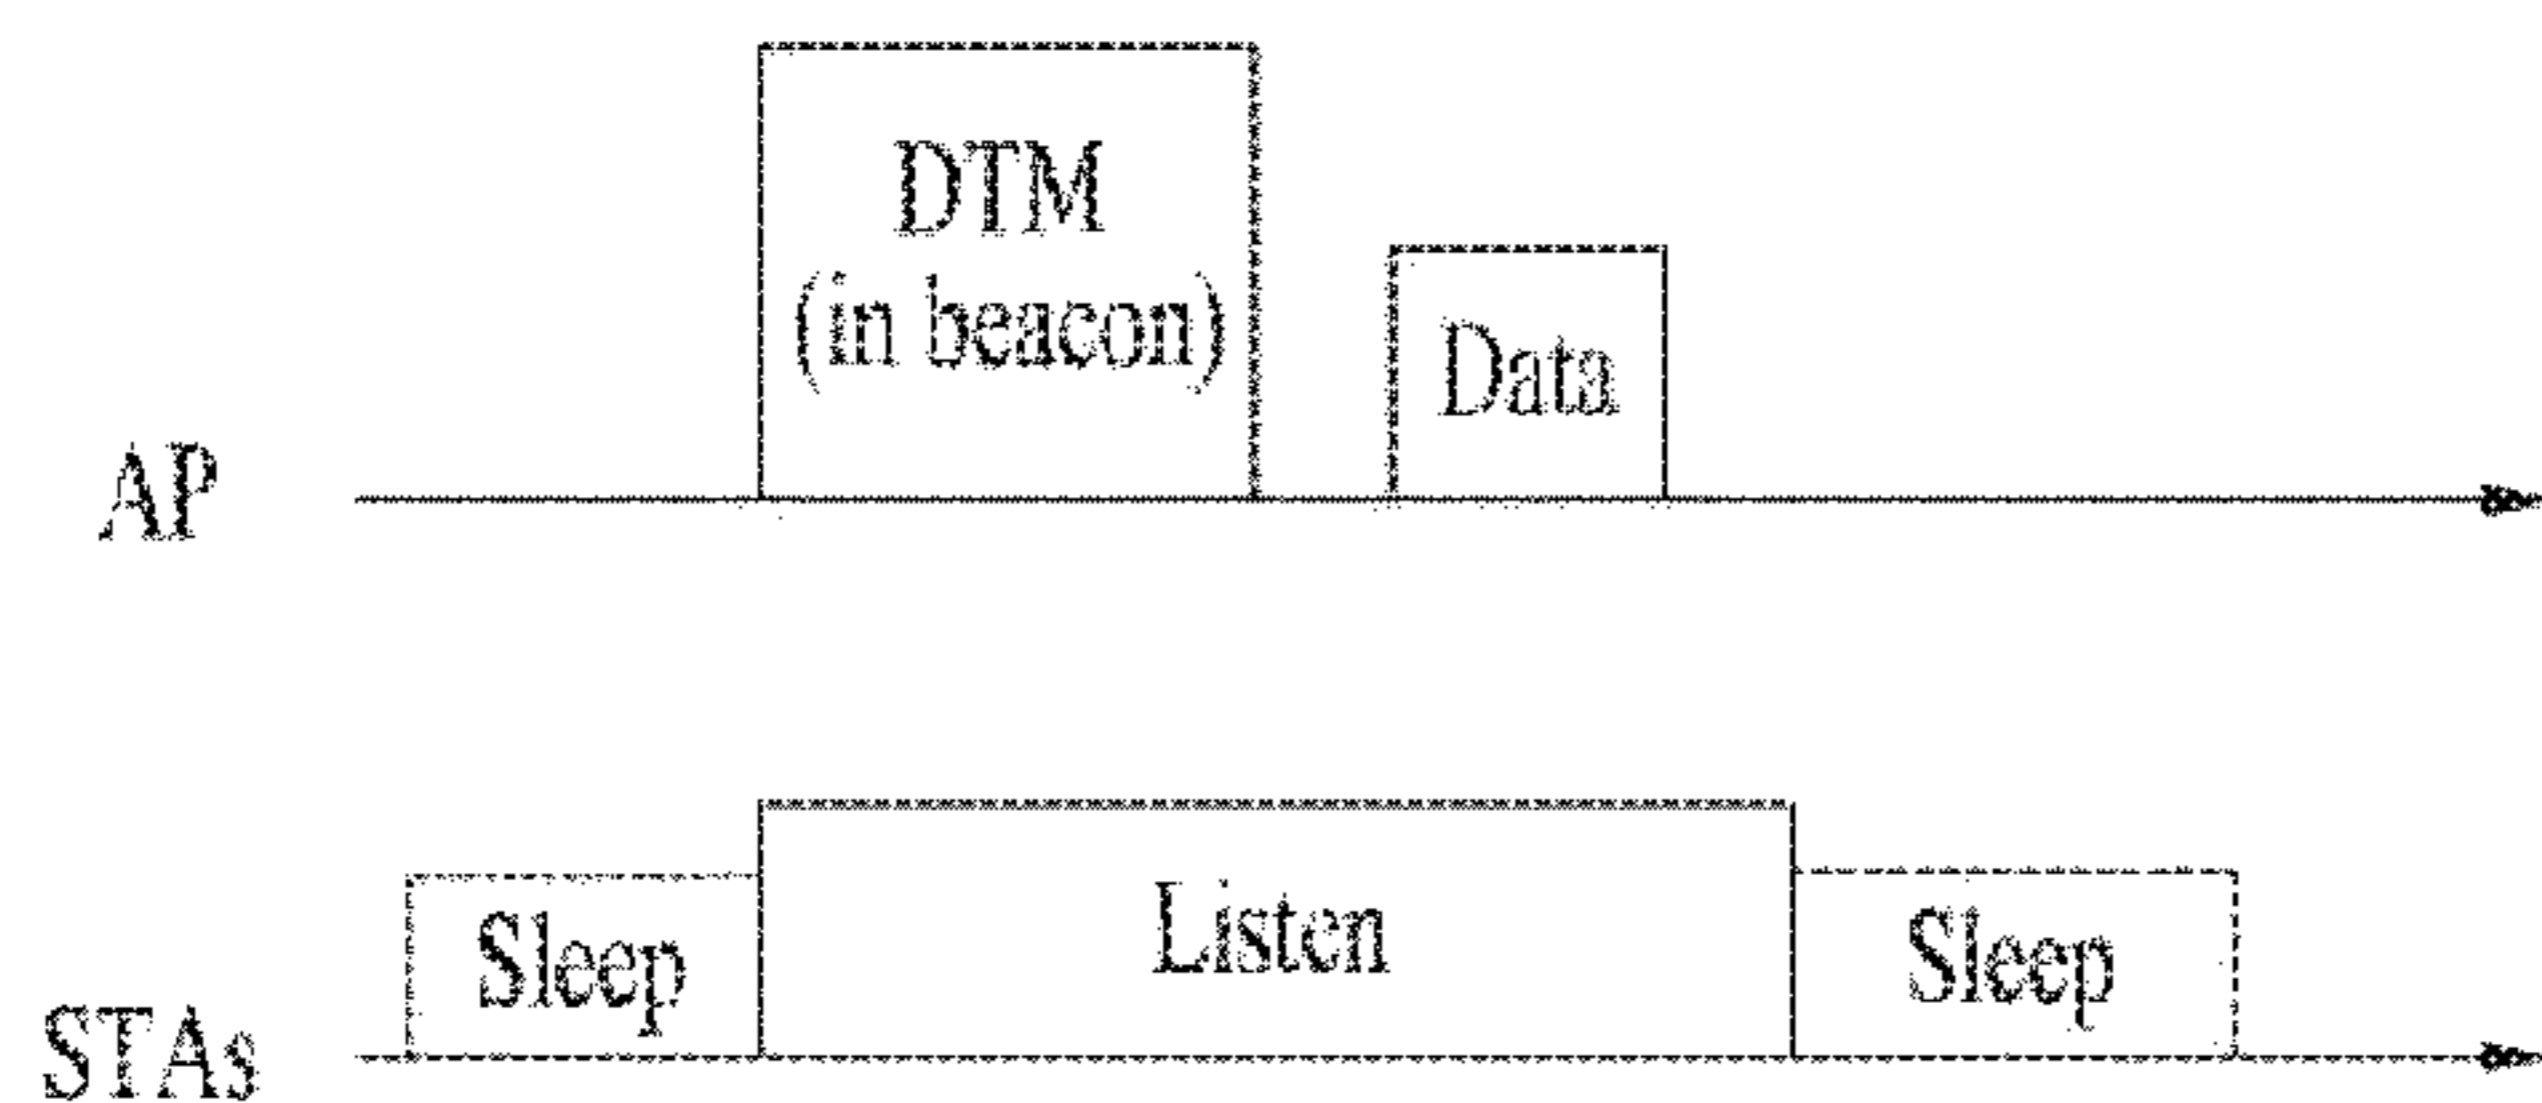 DTM
(in beacon)
Data
AP
Sleep
Listen
Sleep
STAs